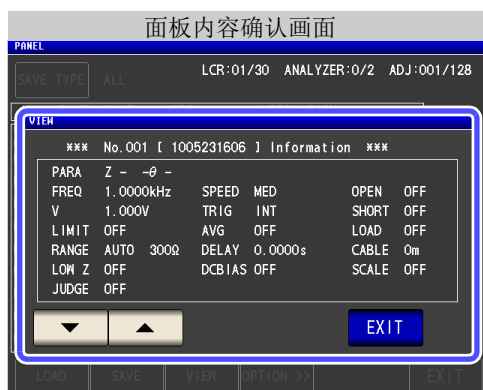 面板内容确认画面
PANEL
SAVE TYPE ALL LCR:01/30 ANALYZER:0/2 ADJ:001/128
VIEW
*** No.001 [ 1005231606 ] Information ***
PARA Z - -θ -
FREQ 1.0000kHz SPEED MED OPEN OFF
V 1.000V TRIG INT SHORT OFF
LIMIT OFF AVG OFF LOAD OFF
RANGE AUTO 300Ω DELAY 0.0000s CABLE 0m
LOW Z OFF DCBIAS OFF SCALE OFF
JUDGE OFF
EXIT
LOAD SAVE VIEW OPTION >> EXIT